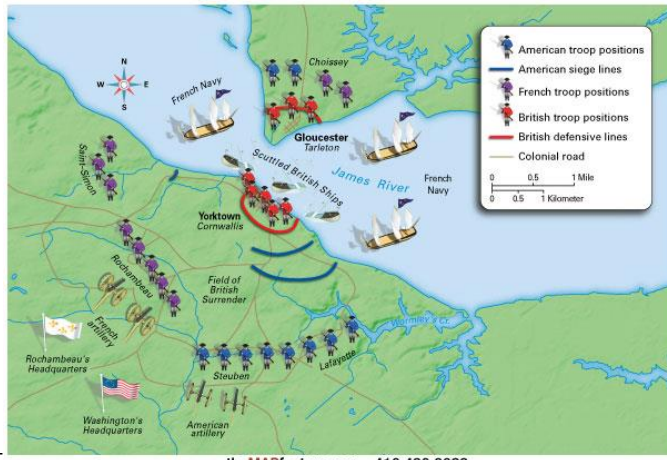 N
W
E
S
French Navy
Choissey
Gloucester
Tarleton
Scuttled British Ships
James River
French
Navy
Saint-Simon
Yorktown
Cornwallis
Rochambeau
French
artillery
Field of
British
Surrender
Wormley's Cr.
Rochambeau's
Headquarters
Steuben
Lafayette
Washington's
Headquarters
American
artillery
American troop positions
American siege lines
French troop positions
British troop positions
British defensive lines
Colonial road
0 0.5 1 Mile
0 0.5 1 Kilometer